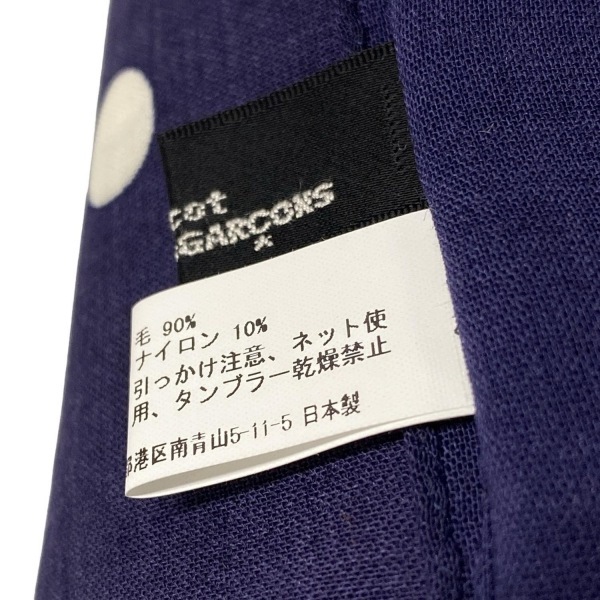 cot
GARCONS
毛 90%
ナイロン 10%
引っかけ注意、ネット使
用、タンブラー乾燥禁止
港区南青山5-11-5 日本製